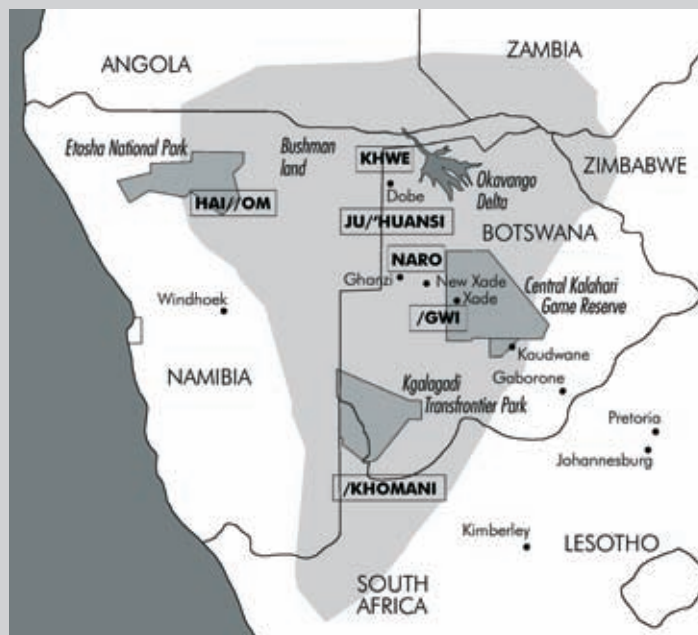 ZAMBIA
ANGOLA
Etosha National Park
Bushman
land
KHWE
ZIMBABWE
Dobe
Okavango
Delta
HAI//OM
JU/'HUANSI
BOTSWANA
NARO
Ghanzi
New Xade
Xade
Central Kalahari
Game Reserve
Windhoek
/GWI
Kaudwane
NAMIBIA
Kgalagadi
Transfrontier Park
Gaborone
Pretoria
Johannesburg
/KHOMANI
Kimberley
LESOTHO
SOUTH
AFRICA